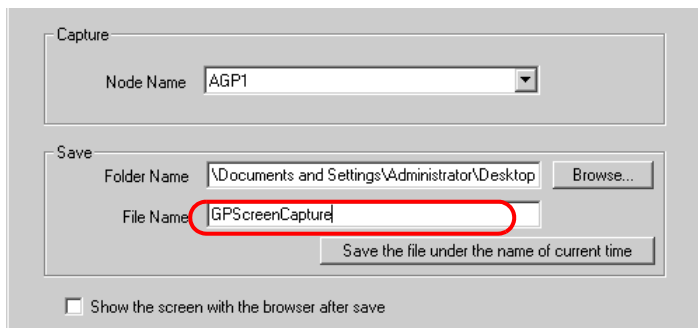 Capture
Node Name AGP1
Save
Folder Name \Documents and Settings\Administrator\Desktop Browse...
File Name GPScreenCapture
Save the file under the name of current time
Show the screen with the browser after save